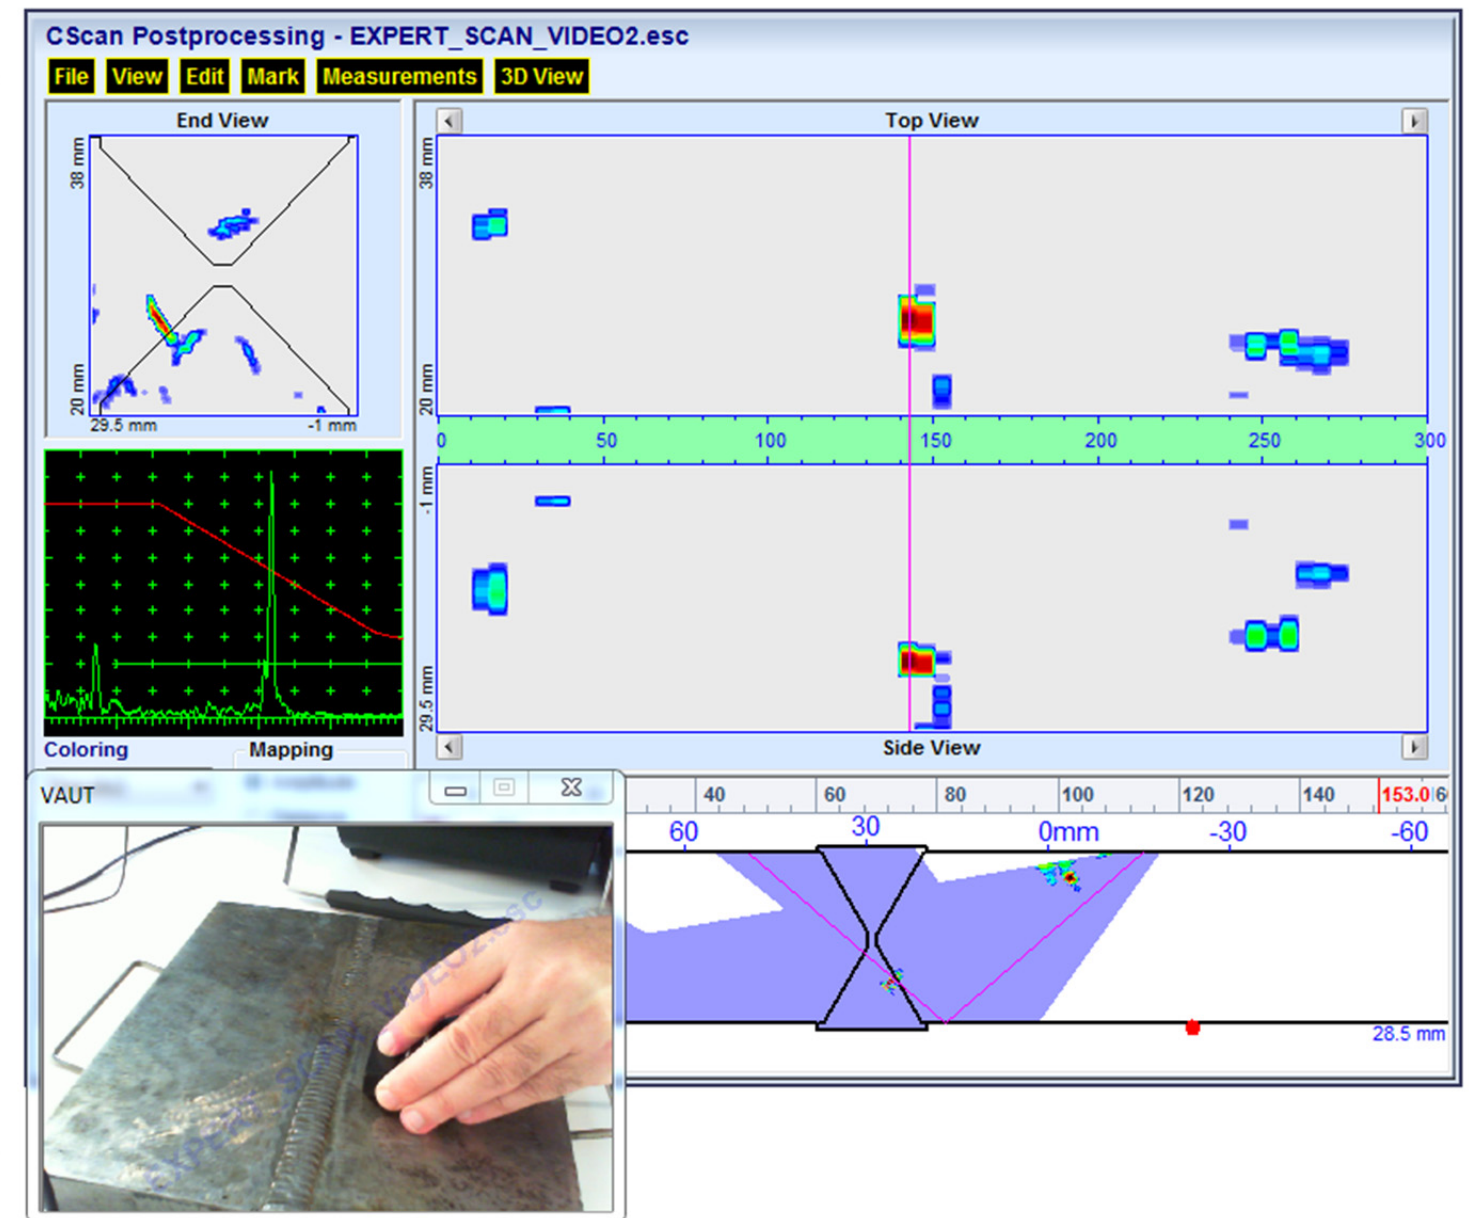 CScan Postprocessing - EXPERT_SCAN_VIDEO2.esc
File View Edit Mark Measurements 3D View
End View
38 mm
20 mm
29.5 mm -1 mm
Top View
38 mm
20 mm
0 50 100 150 200 250 300
-1 mm
29.5 mm
Side View
Coloring Mapping
VAUT
40 60 80 100 120 140 153.0
60 30 0mm -30 -60
28.5 mm
EXPERT_SCAN_VIDEO2.esc